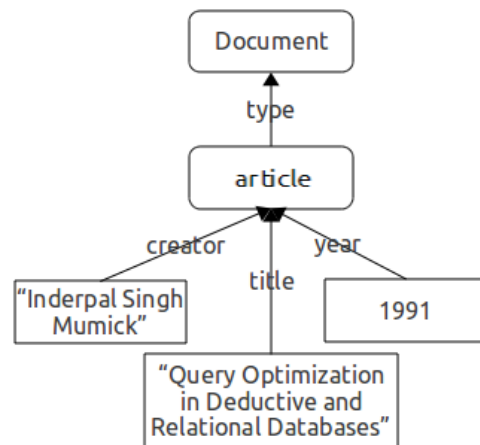 Document
type
article
creator
year
title
“Inderpal Singh
Mumick”
1991
“Query Optimization
in Deductive and
Relational Databases”